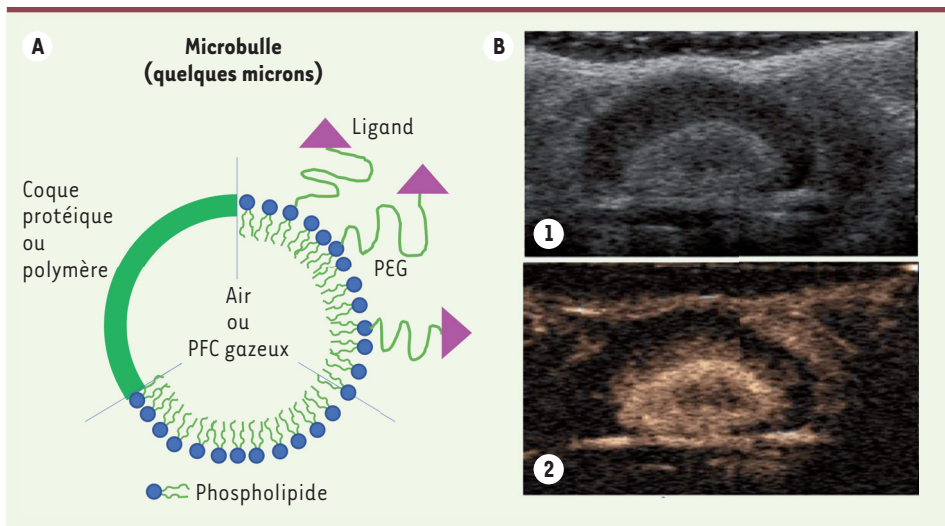 A
Microbulle
(quelques microns)
Ligand
Coque
protéique
ou
polymère
PEG
Air
ou
PFC gazeux
Phospholipide
B
1
2